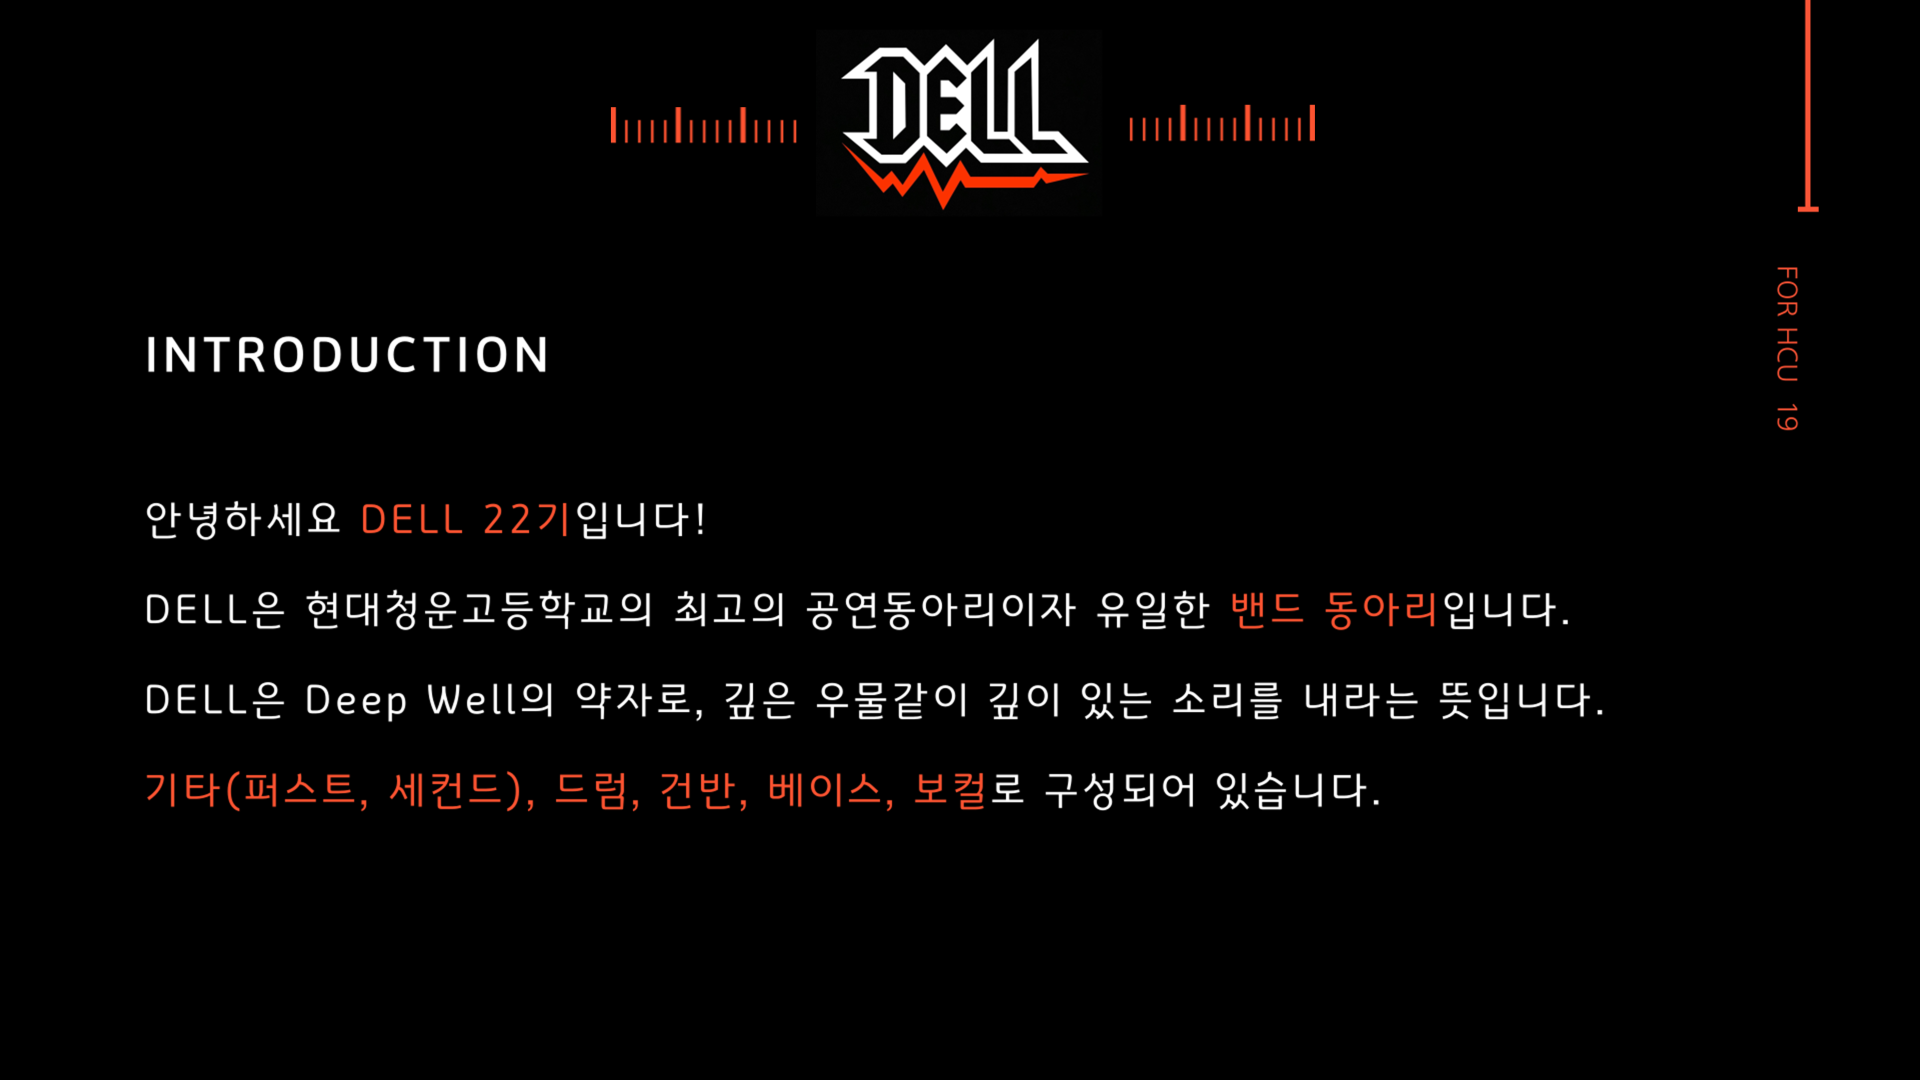 DELL
FOR HCU 19
INTRODUCTION
안녕하세요 DELL 22기입니다!
DELL은 현대청운고등학교의 최고의 공연동아리이자 유일한 밴드 동아리입니다.
DELL은 Deep Well의 약자로, 깊은 우물같이 깊이 있는 소리를 내라는 뜻입니다.
기타(퍼스트, 세컨드), 드럼, 건반, 베이스, 보컬로 구성되어 있습니다.